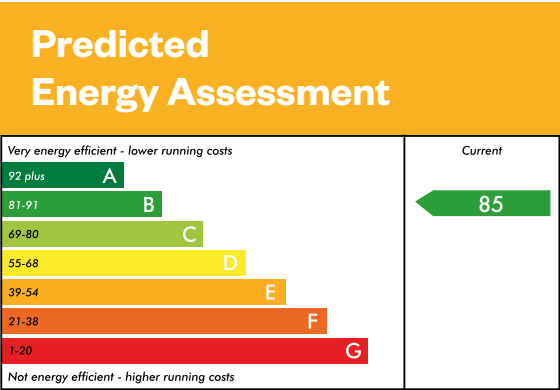 Predicted
Energy Assessment
Very energy efficient - lower running costs
Current
92 plus A
81-91 B
85
69-80 C
55-68 D
39-54 E
21-38 F
1-20 G
Not energy efficient - higher running costs